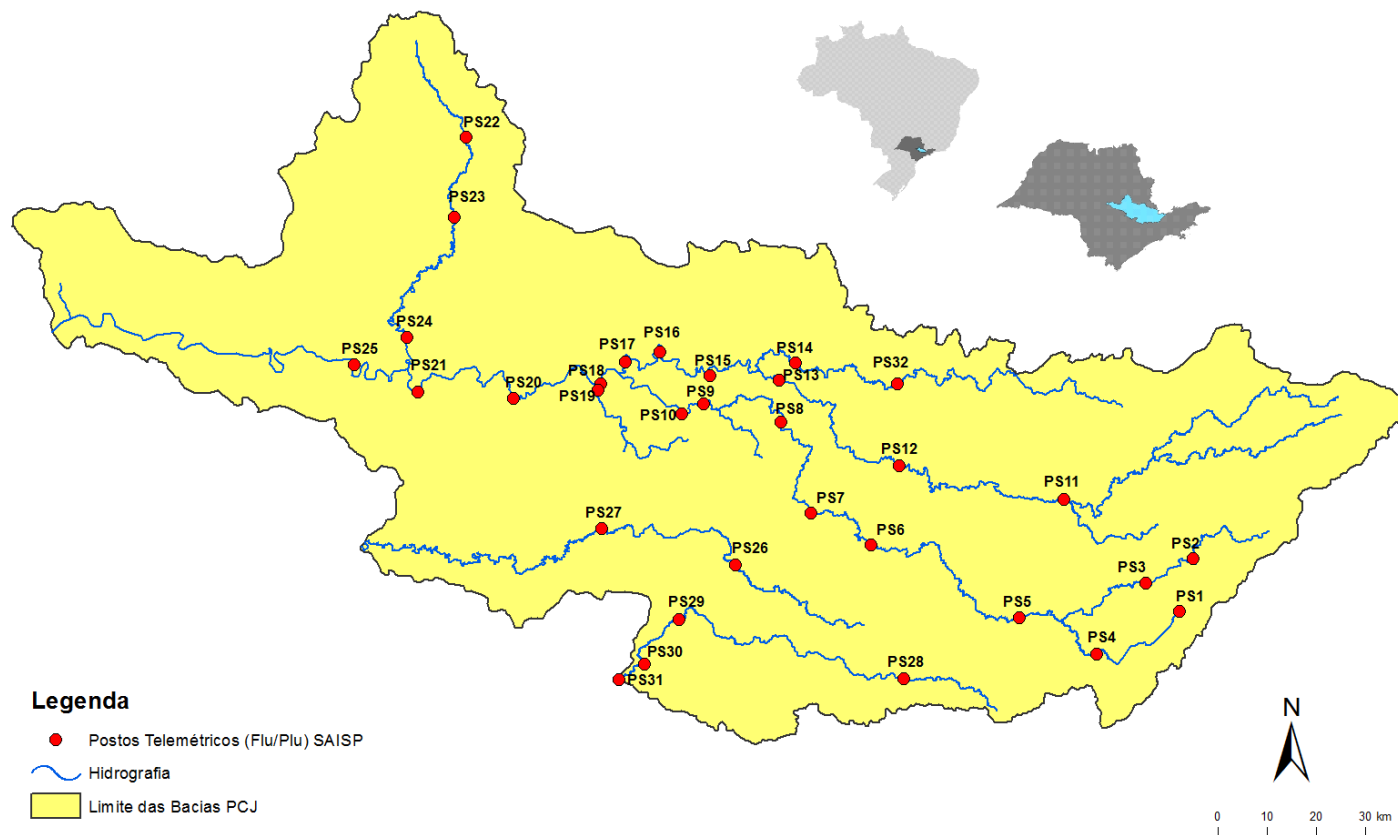 PS22
PS23
PS24
PS25
PS21
PS20
PS16
PS17
PS18
PS19
PS15
PS14
PS13
PS32
PS9
PS10
PS8
PS12
PS11
PS7
PS6
PS27
PS26
PS2
PS3
PS1
PS5
PS4
PS29
PS30
PS31
PS28
Legenda
Postos Telemétricos (Flu/Plu) SAISP
Hidrografia
Limite das Bacias PCJ
N
0 10 20 30 km